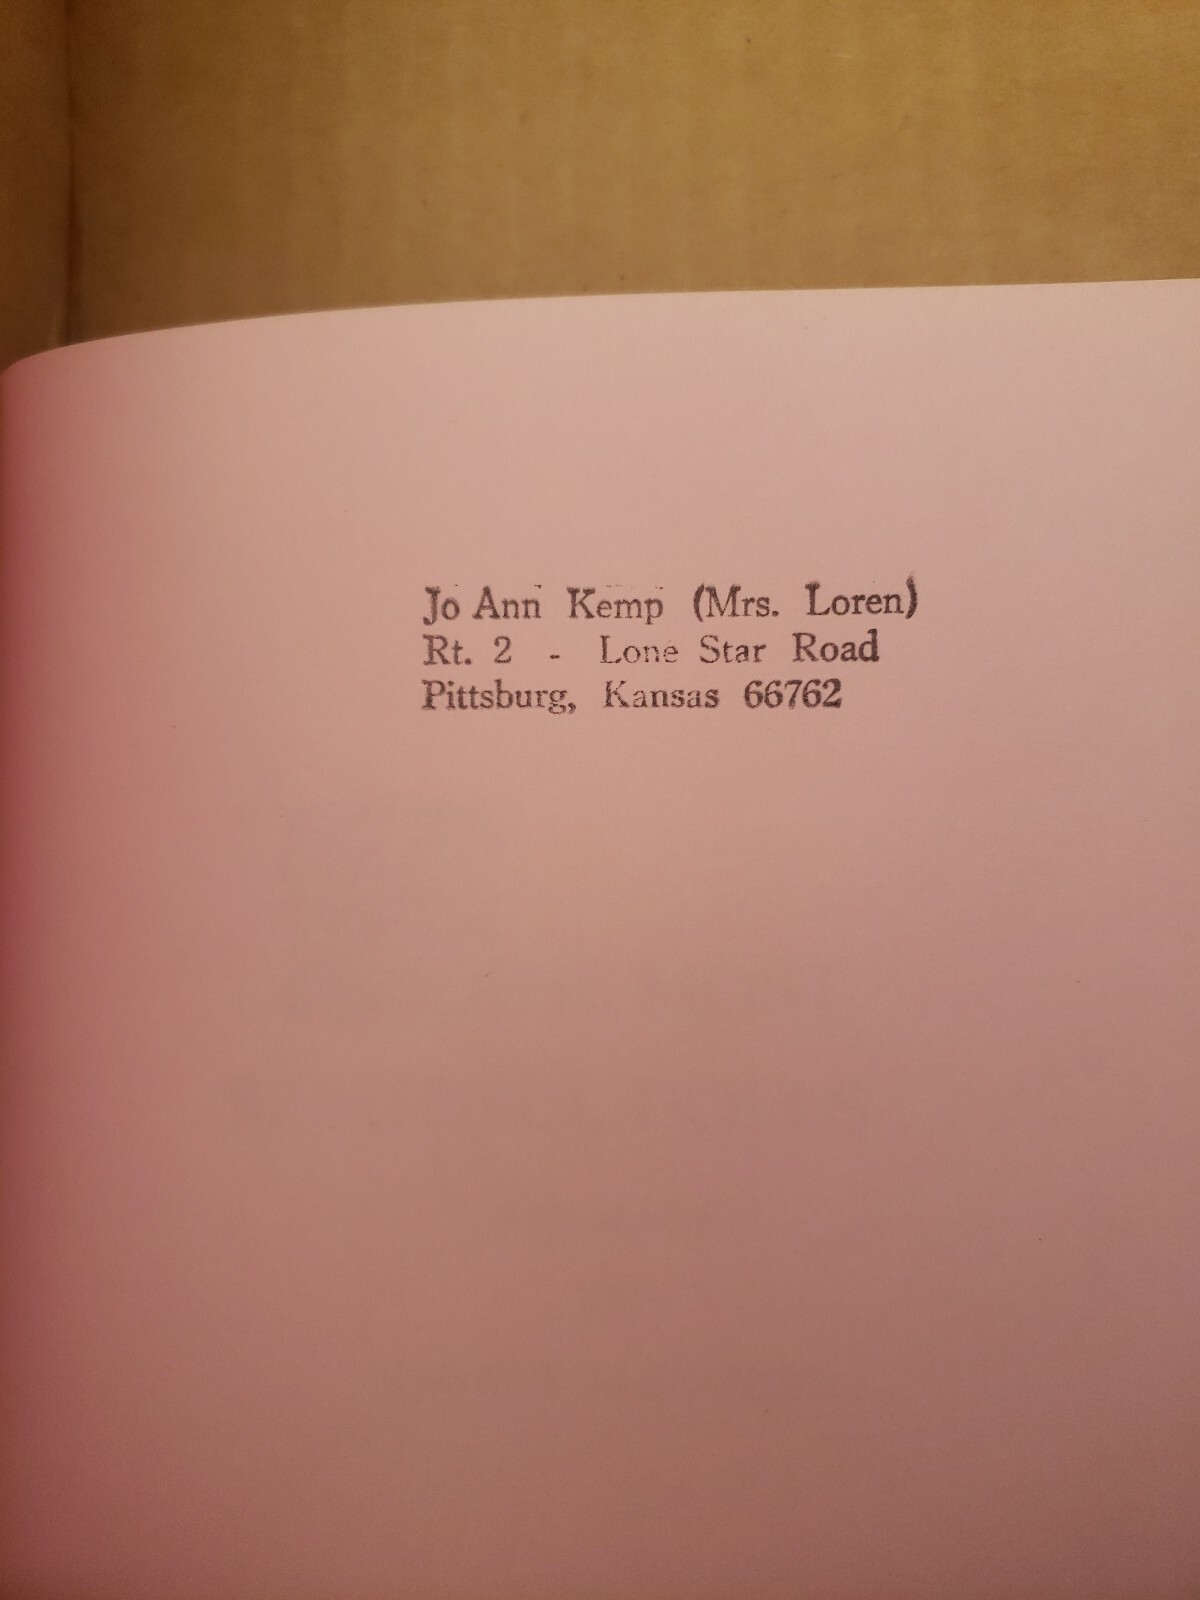 Jo Ann Kemp (Mrs. Loren)
Rt. 2 - Lone Star Road
Pittsburg, Kansas 66762